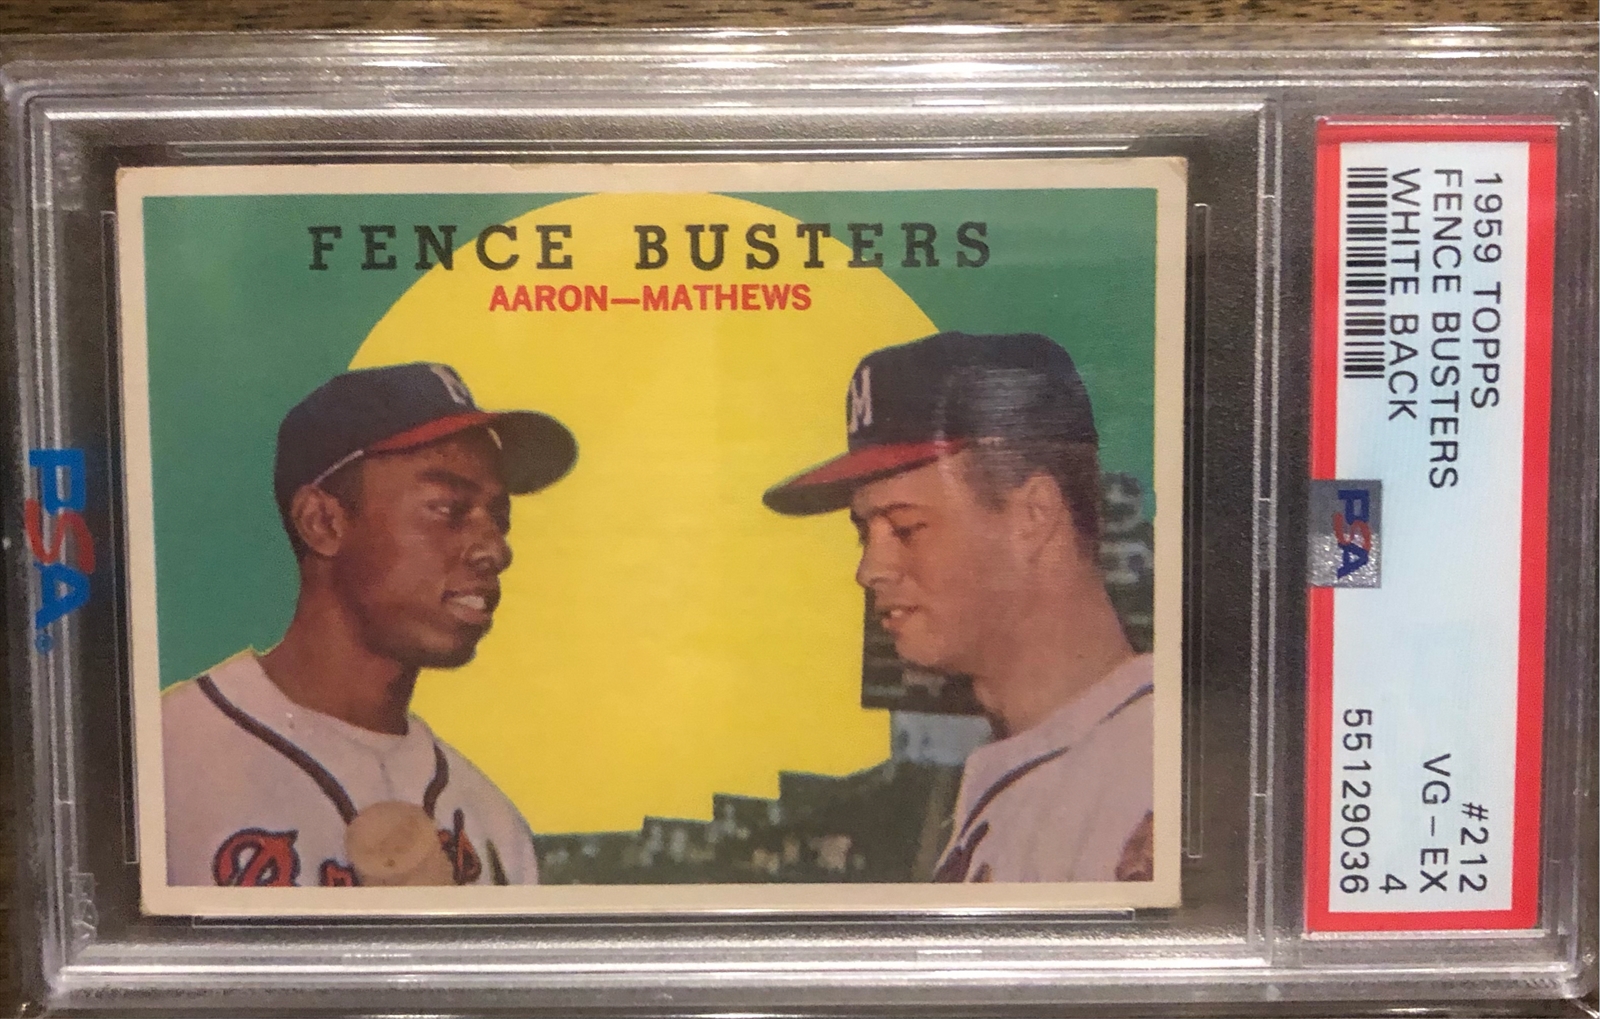 FENCE BUSTERS
AARON—MATHEWS
M
PSA
1959 TOPPS #212
FENCE BUSTERS VG-EX
WHITE BACK 4
55129036
PSA